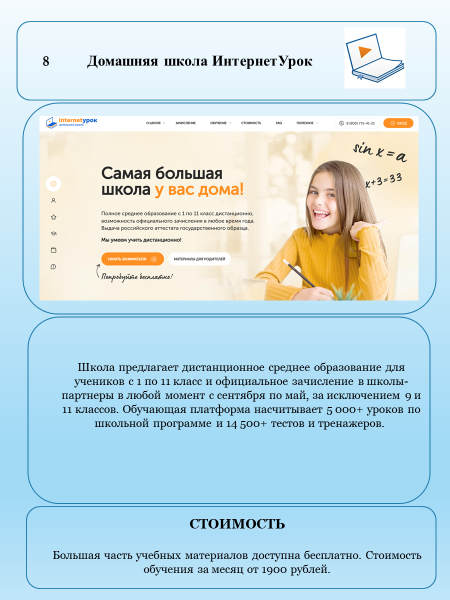 8 Домашняя школа ИнтернетУрок
internetурок
О ШКОЛЕ ЗАЧИСЛЕНИЕ ОБУЧЕНИЕ СТОИМОСТЬ FAQ ПОЛЕЗНОЕ ВХОД
sin x = a
x+3=33
Самая большая
школа у вас дома!
Полное среднее образование с 1 по 11 класс дистанционно,
возможность официального зачисления в любое время года.
Выдача российского аттестата государственного образца.
Мы умеем учить дистанционно!
НАЧАТЬ ЗАНИМАТЬСЯ МАТЕРИАЛЫ ДЛЯ РОДИТЕЛЕЙ
Попробуйте бесплатно!
Школа предлагает дистанционное среднее образование для
учеников с 1 по 11 класс и официальное зачисление в школы-
партнеры в любой момент с сентября по май, за исключением 9 и
11 классов. Обучающая платформа насчитывает 5 000+ уроков по
школьной программе и 14 500+ тестов и тренажеров.
СТОИМОСТЬ
Большая часть учебных материалов доступна бесплатно. Стоимость
обучения за месяц от 1900 рублей.